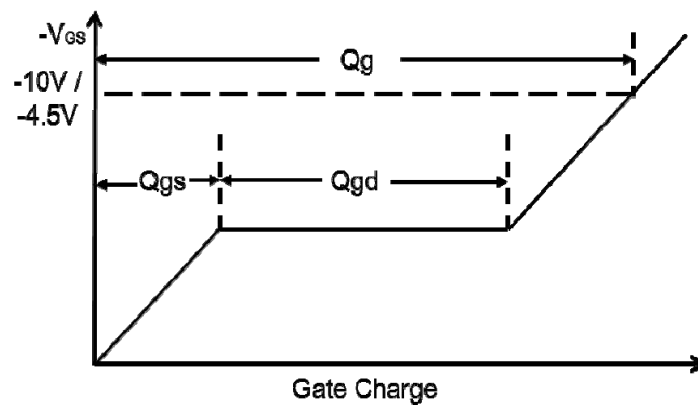 -VGS
Qg
-10V /
-4.5V
Qgs
Qgd
Gate Charge